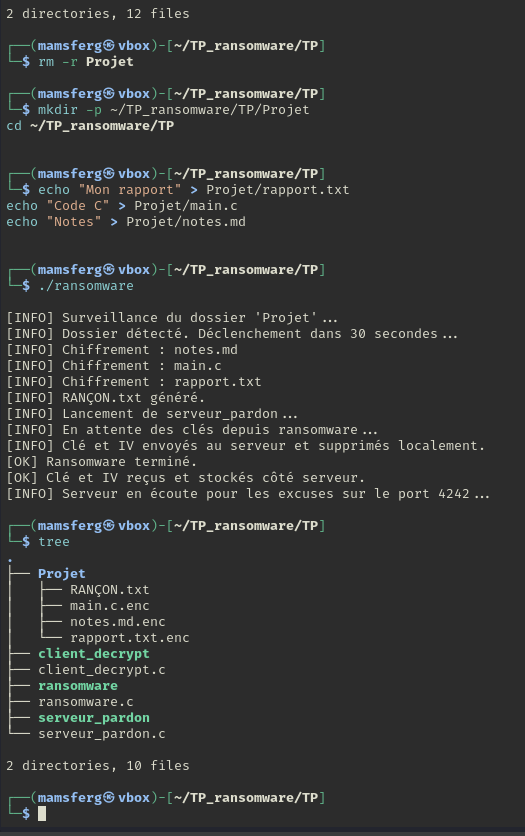 2 directories, 12 files
┌──(mamsferg㉿vbox)-[~/TP_ransomware/TP]
└─$ rm -r Projet
┌──(mamsferg㉿vbox)-[~/TP_ransomware/TP]
└─$ mkdir -p ~/TP_ransomware/TP/Projet
cd ~/TP_ransomware/TP
┌──(mamsferg㉿vbox)-[~/TP_ransomware/TP]
└─$ echo "Mon rapport" > Projet/rapport.txt
echo "Code C" > Projet/main.c
echo "Notes" > Projet/notes.md
┌──(mamsferg㉿vbox)-[~/TP_ransomware/TP]
└─$ ./ransomware
[INFO] Surveillance du dossier 'Projet'...
[INFO] Dossier détecté. Déclenchement dans 30 secondes...
[INFO] Chiffrement : notes.md
[INFO] Chiffrement : main.c
[INFO] Chiffrement : rapport.txt
[INFO] RANÇON.txt généré.
[INFO] Lancement de serveur_pardon...
[INFO] En attente des clés depuis ransomware...
[INFO] Clé et IV envoyés au serveur et supprimés localement.
[OK] Ransomware terminé.
[OK] Clé et IV reçus et stockés côté serveur.
[INFO] Serveur en écoute pour les excuses sur le port 4242...
┌──(mamsferg㉿vbox)-[~/TP_ransomware/TP]
└─$ tree
.
├── Projet
│   ├── RANÇON.txt
│   ├── main.c.enc
│   ├── notes.md.enc
│   └── rapport.txt.enc
├── client_decrypt
├── client_decrypt.c
├── ransomware
├── ransomware.c
├── serveur_pardon
└── serveur_pardon.c
2 directories, 10 files
┌──(mamsferg㉿vbox)-[~/TP_ransomware/TP]
└─$